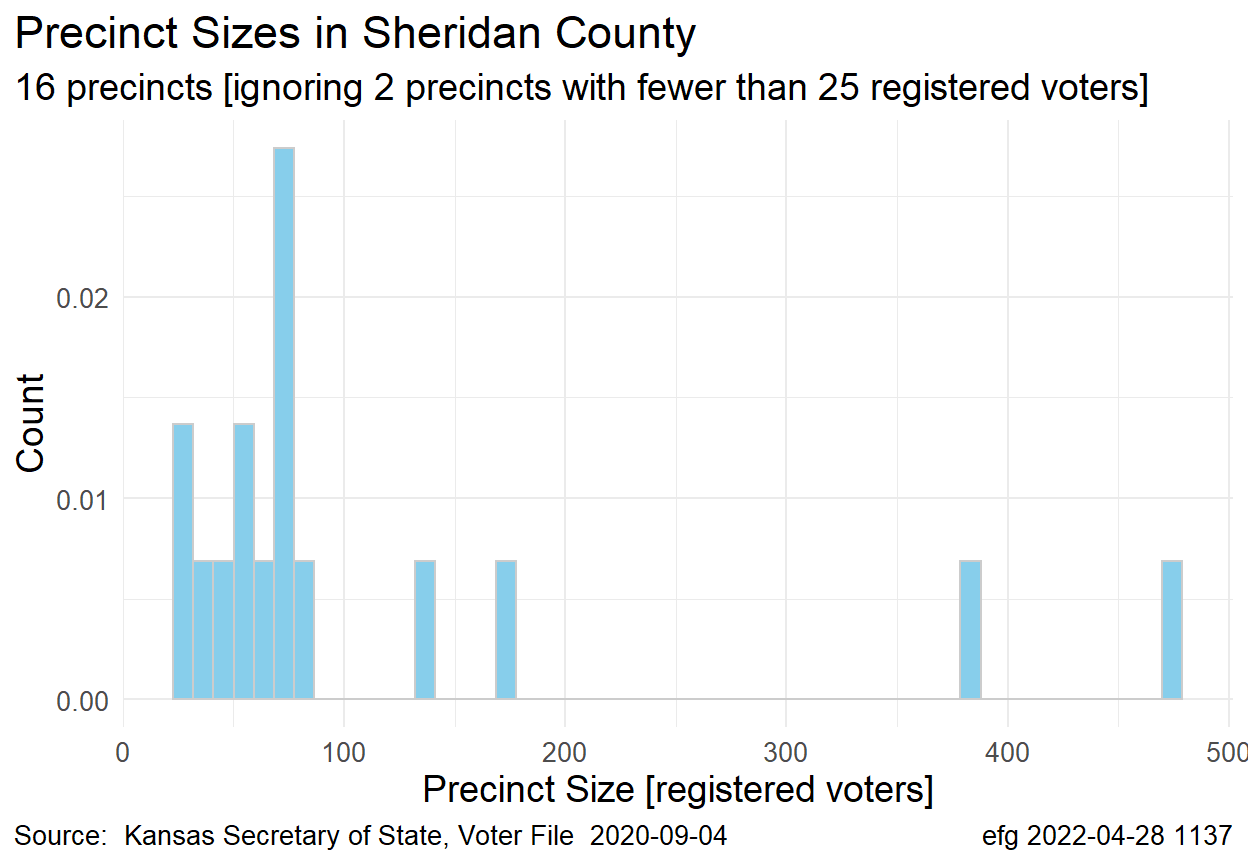 Precinct Sizes in Sheridan County
16 precincts [ignoring 2 precincts with fewer than 25 registered voters]
Count
0.02
0.01
0.00
0 100 200 300 400 500
Precinct Size [registered voters]
Source:  Kansas Secretary of State, Voter File  2020-09-04
efg 2022-04-28 1137